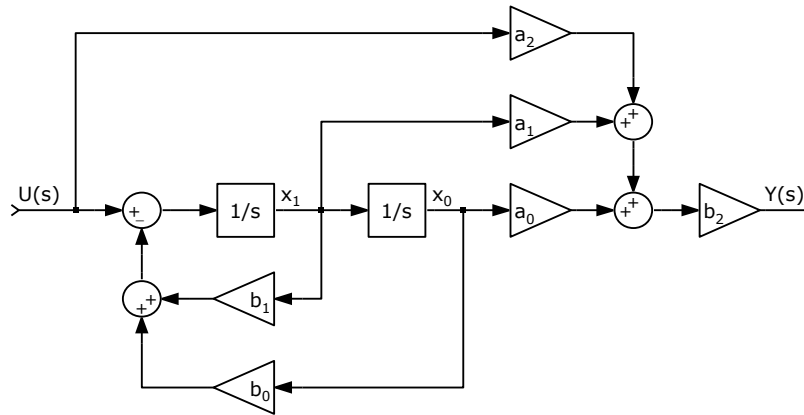 a₂
+
+
a₁
+
U(s)
+
−
1/s
x₁
1/s
x₀
a₀
+
+
b₂
Y(s)
+
+
b₁
b₀